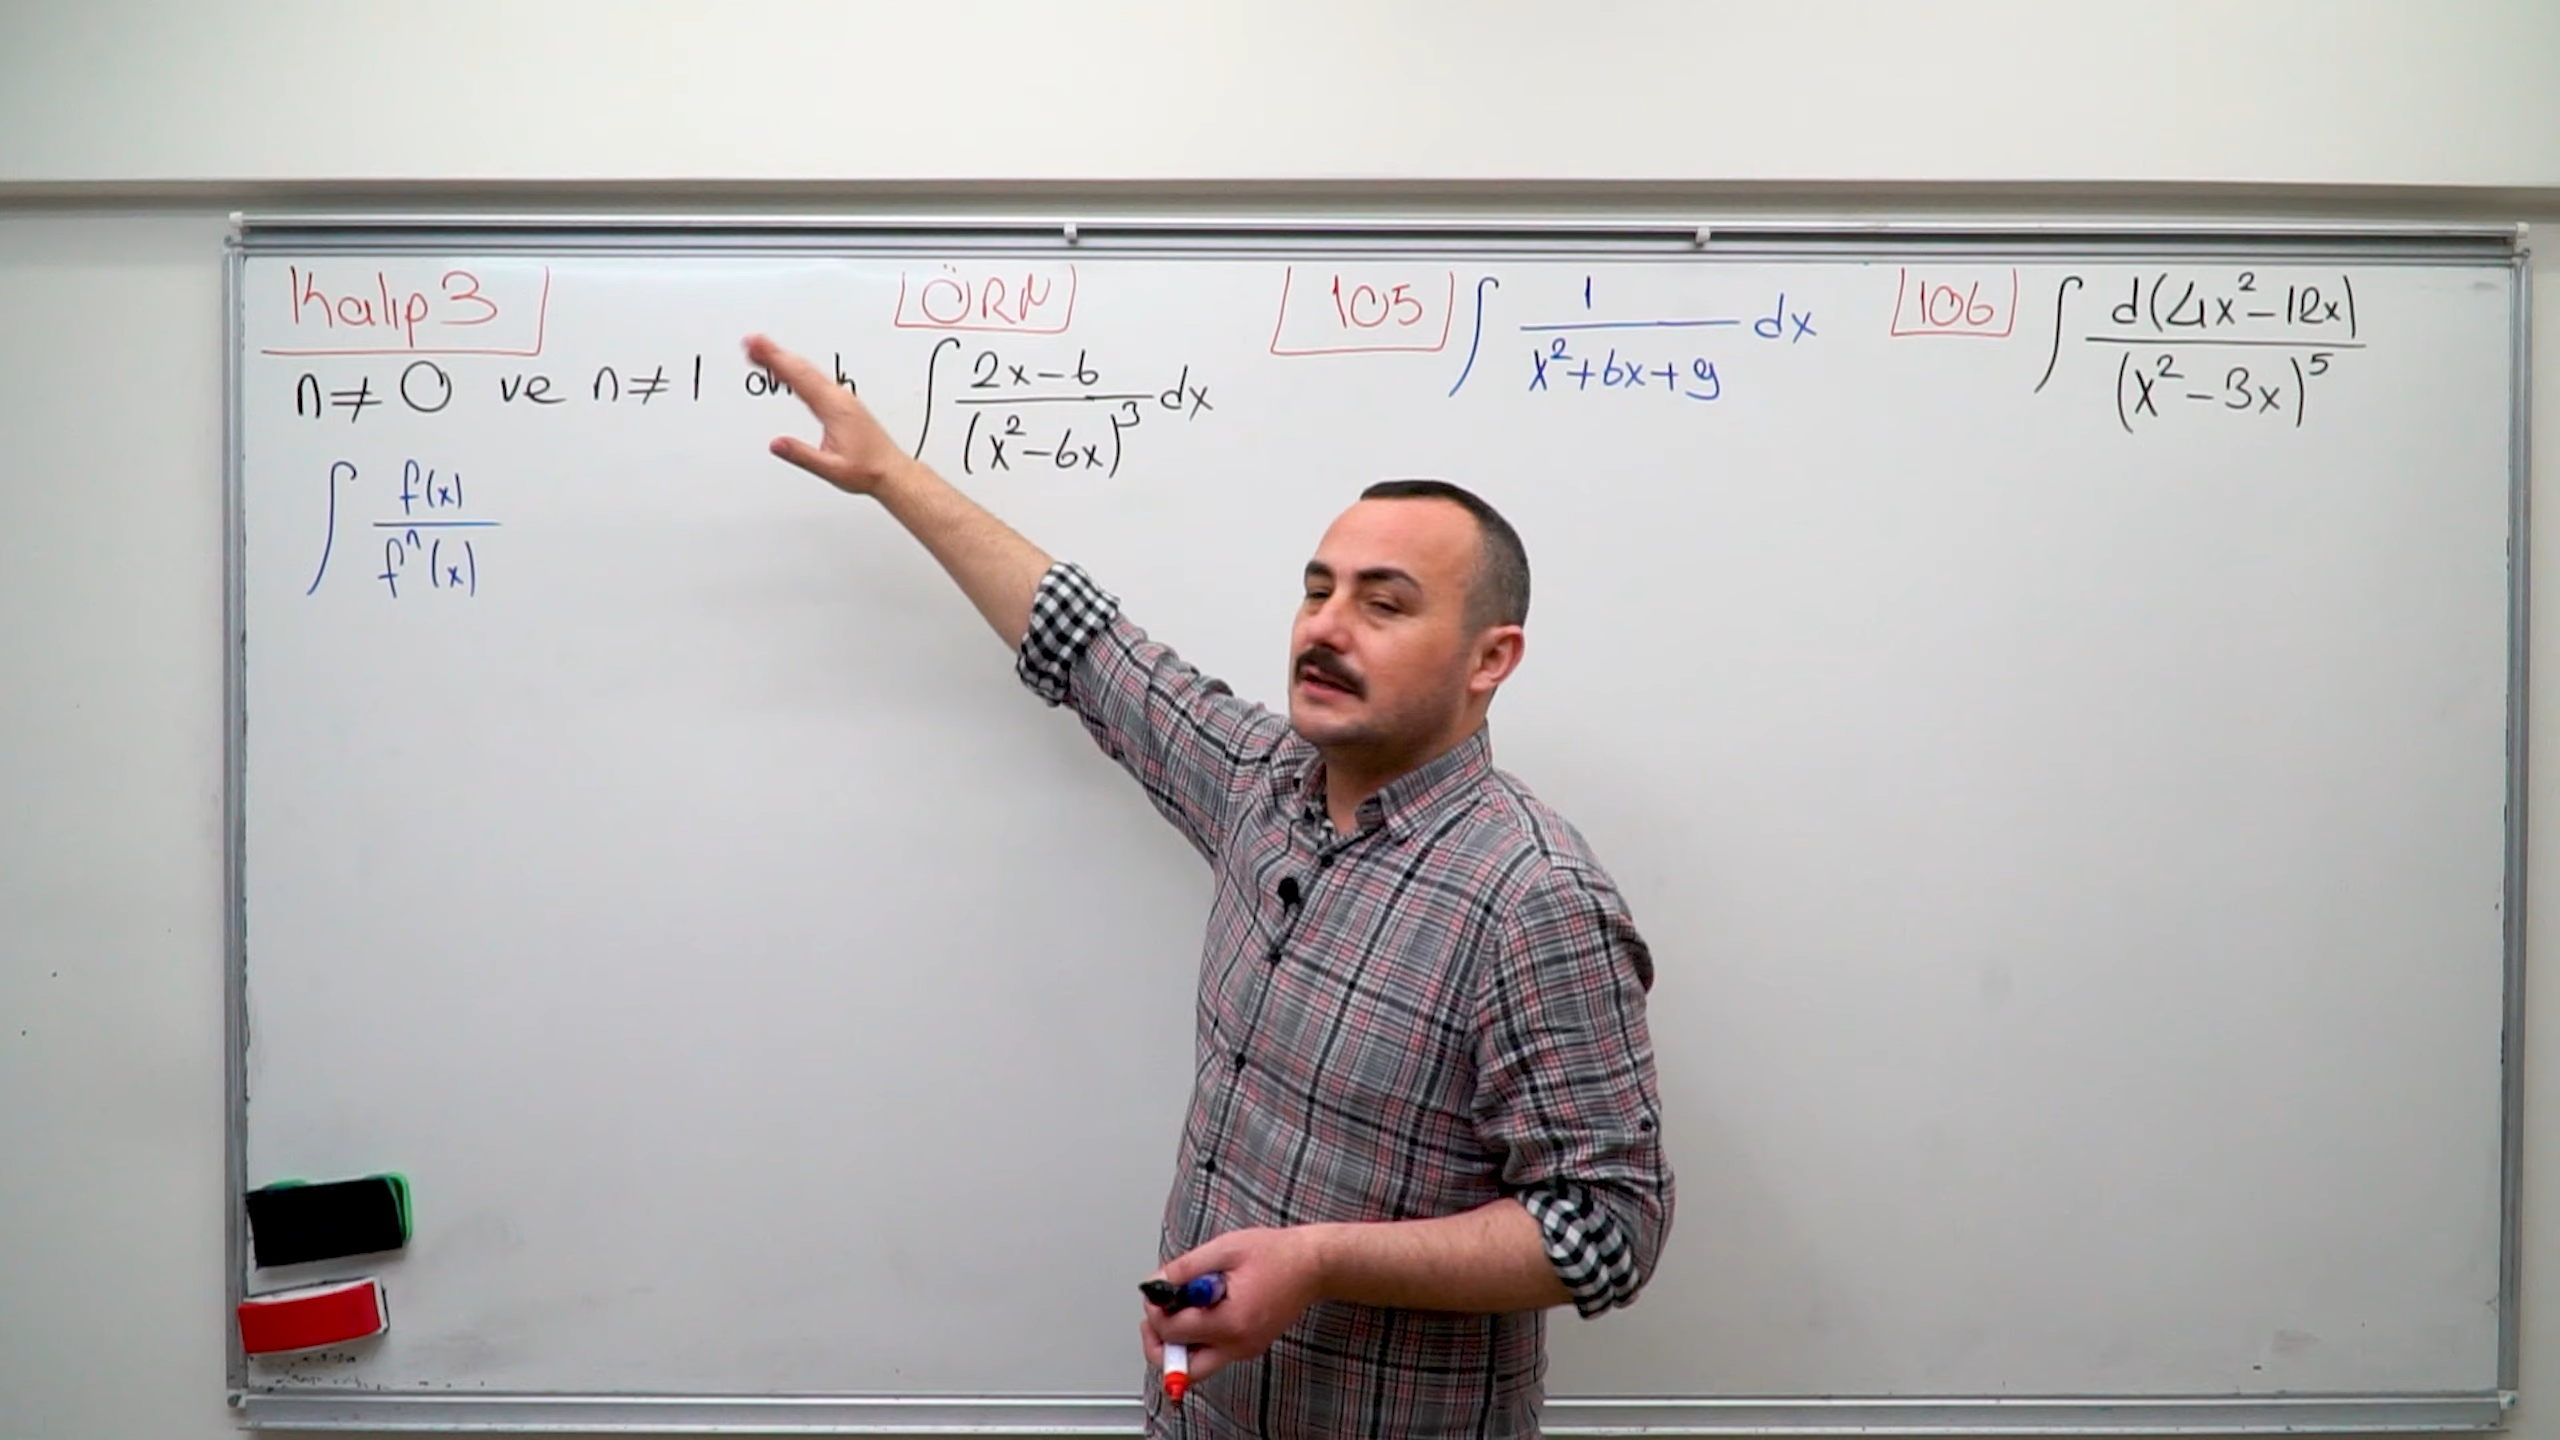 Kalıp 3
n ≠ 0 ve n ≠ 1
∫ f(x) / fⁿ(x)
ÖRN
∫ (2x-6) / (x²-6x)³ dx
105 ∫ 1 / (x²+6x+9) dx
106 ∫ d(4x²-12x) / (x²-3x)⁵